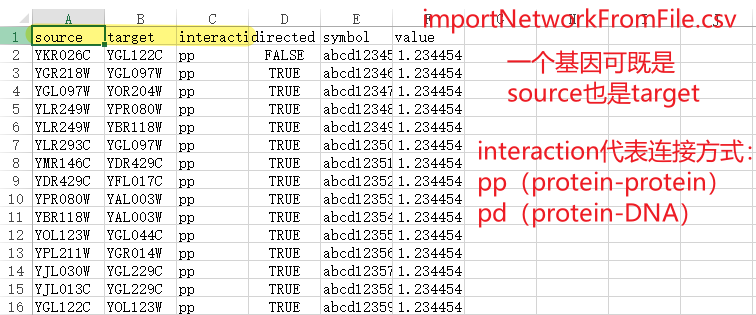 importNetworkFromFile.csv
一个基因可既是
source也是target
interaction代表连接方式:
pp（protein-protein）
pd（protein-DNA）
A B C D E F G H I J
1 source target interactio directed symbol value
2 YKR026C YGL122C pp FALSE abcd12345 1.234454
3 YGR218W YGL097W pp TRUE abcd12346 1.234454
4 YGL097W YOR204W pp TRUE abcd12347 1.234454
5 YLR249W YPR080W pp TRUE abcd12348 1.234454
6 YLR249W YBR118W pp TRUE abcd12349 1.234454
7 YLR293C YGL097W pp TRUE abcd12350 1.234454
8 YMR146C YDR429C pp TRUE abcd12351 1.234454
9 YDR429C YFL017C pp TRUE abcd12352 1.234454
10 YPR080W YAL003W pp TRUE abcd12353 1.234454
11 YBR118W YAL003W pp TRUE abcd12354 1.234454
12 YOL123W YGL044C pp TRUE abcd12355 1.234454
13 YPL211W YGR014W pp TRUE abcd12356 1.234454
14 YJL030W YGL229C pp TRUE abcd12357 1.234454
15 YJL013C YGL229C pp TRUE abcd12358 1.234454
16 YGL122C YOL123W pp TRUE abcd12359 1.234454